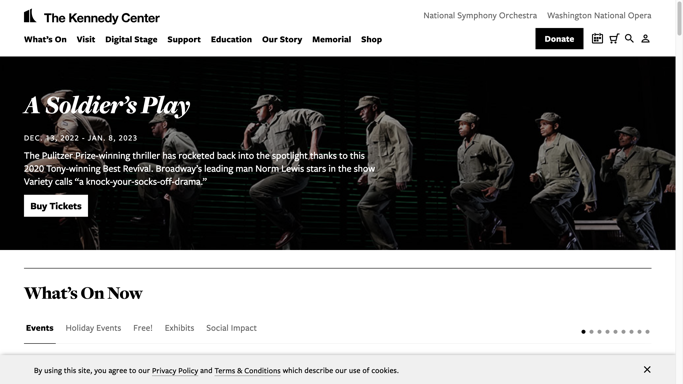 The Kennedy Center
National Symphony Orchestra Washington National Opera
What's On Visit Digital Stage Support Education Our Story Memorial Shop
Donate
A Soldier's Play
DEC. 13, 2022 - JAN. 8, 2023
The Pulitzer Prize-winning thriller has rocketed back into the spotlight thanks to this
2020 Tony-winning Best Revival. Broadway's leading man Norm Lewis stars in the show
Variety calls “a knock-your-socks-off-drama.”
Buy Tickets
What's On Now
Events Holiday Events Free! Exhibits Social Impact
By using this site, you agree to our Privacy Policy and Terms & Conditions which describe our use of cookies.